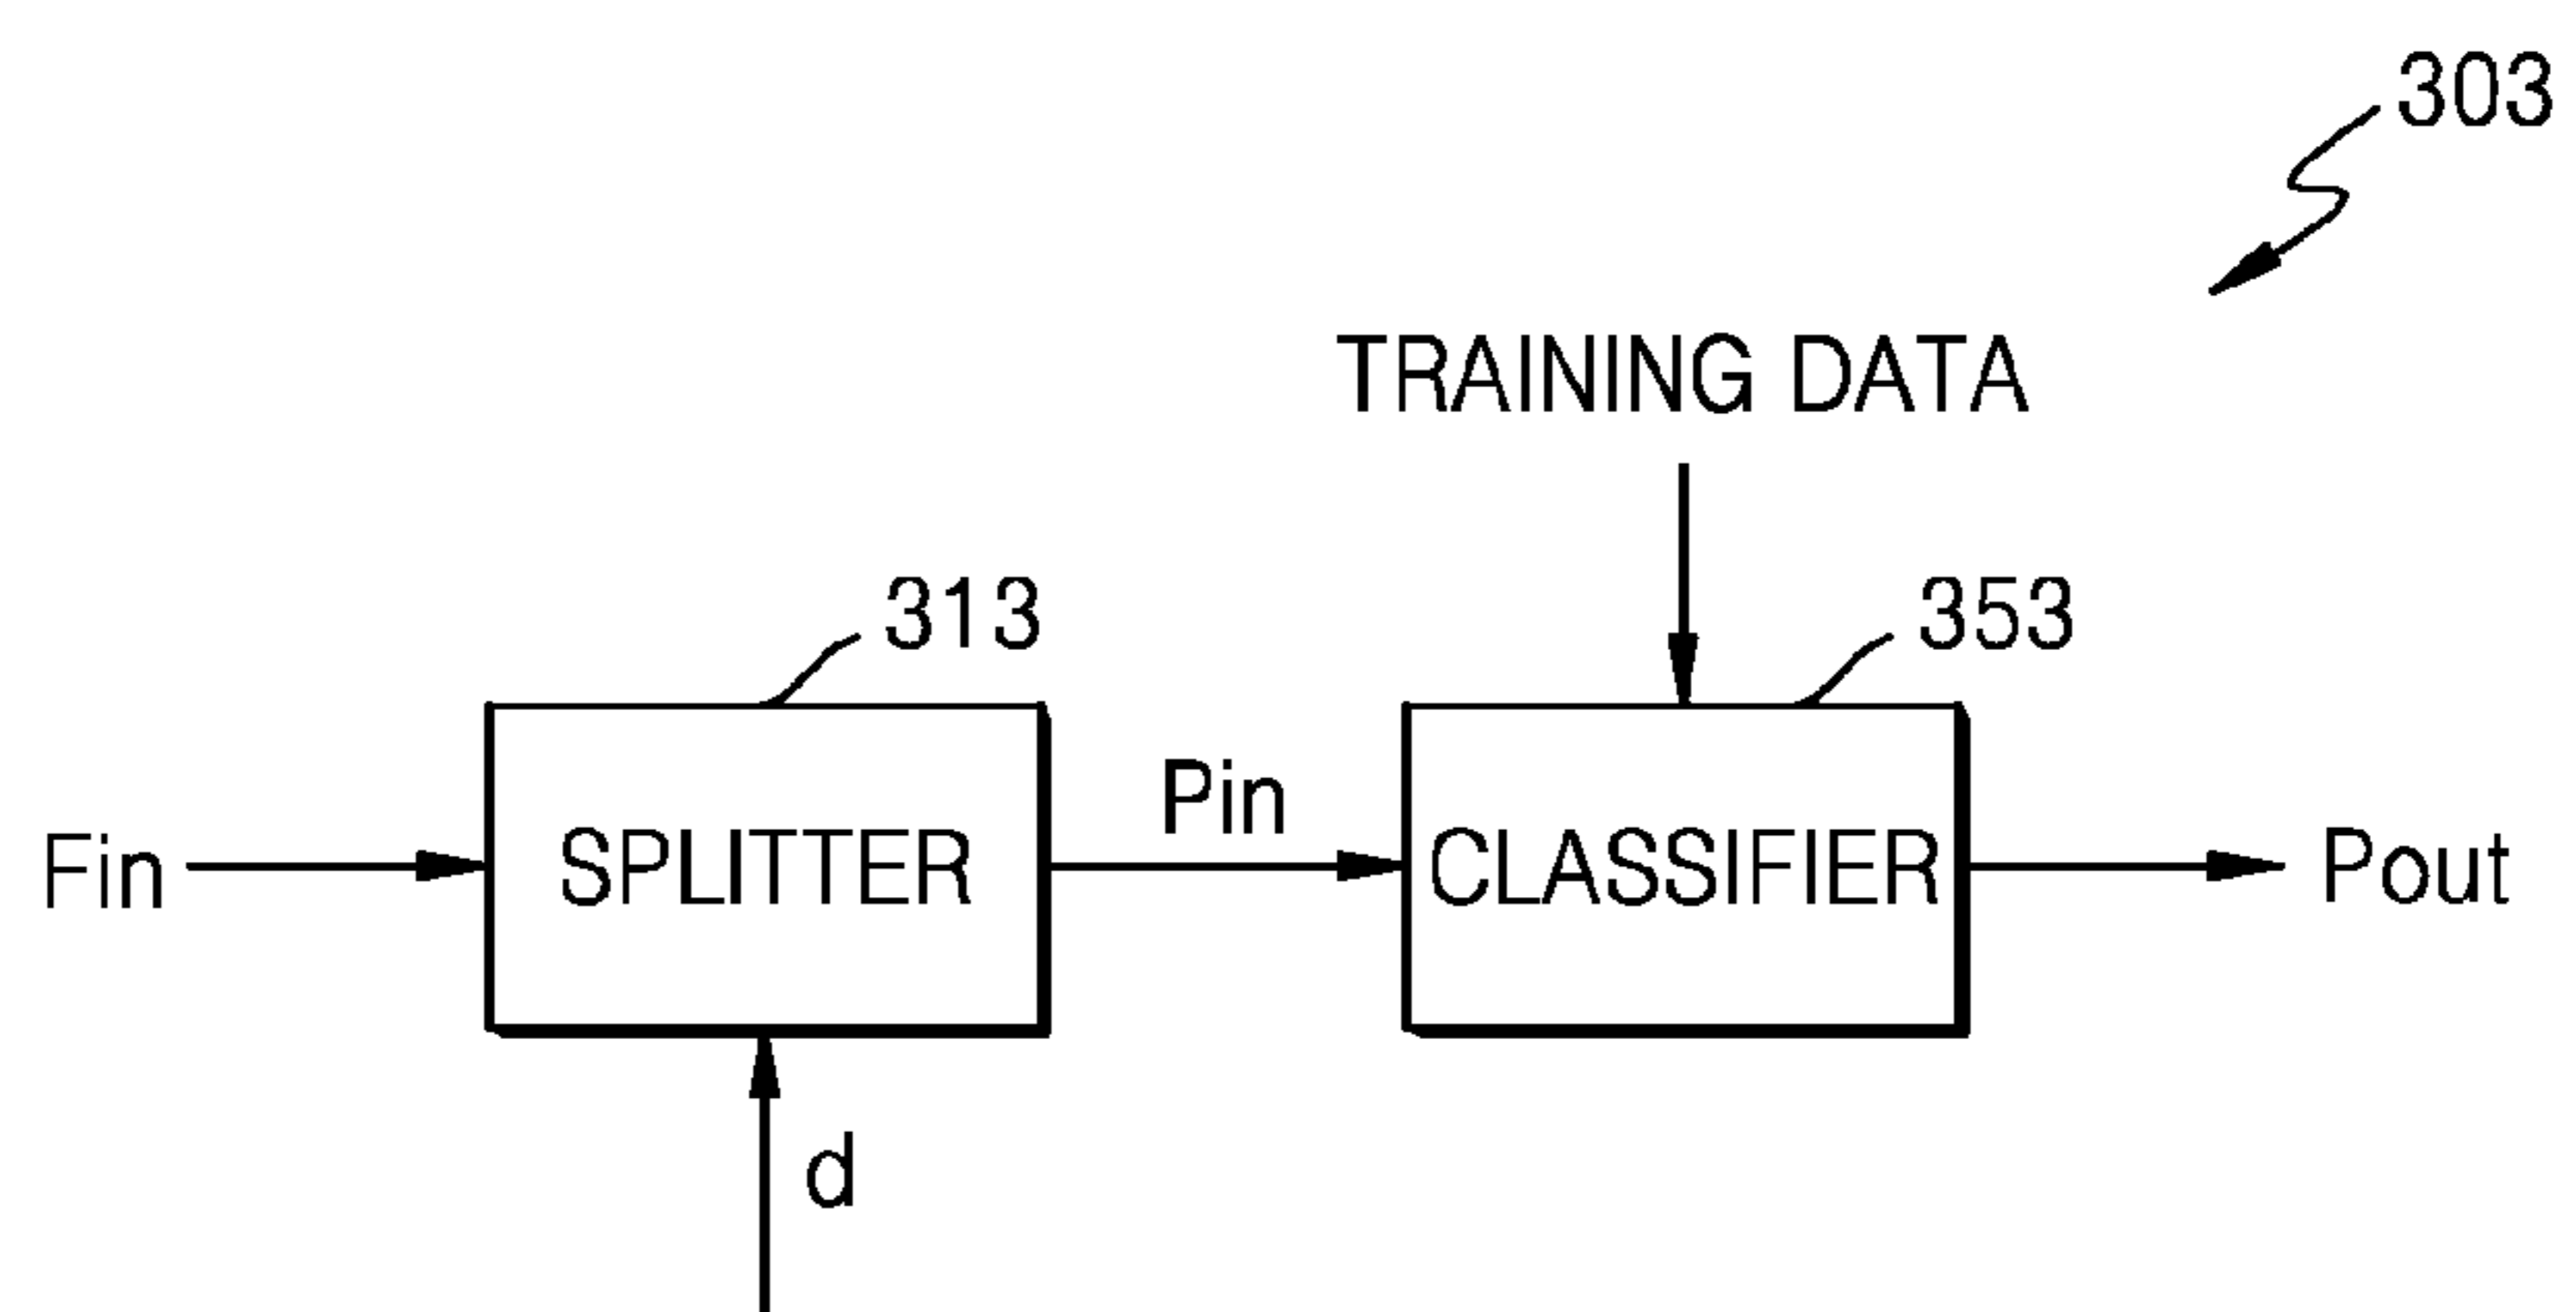 303
TRAINING DATA
313
353
Fin
SPLITTER
Pin
CLASSIFIER
Pout
d